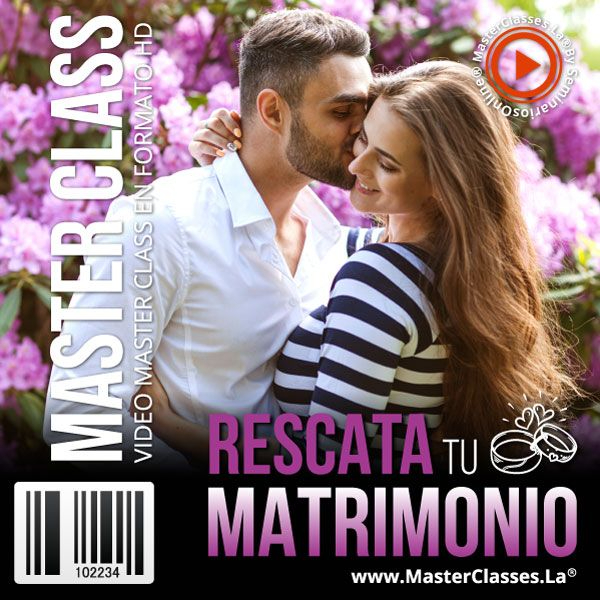 MASTER CLASS
VIDEO MASTER CLASS EN FORMATO HD
MasterClasses.La®By SeminariosOnline®
RESCATA TU
MATRIMONIO
102234
www.MasterClasses.La®